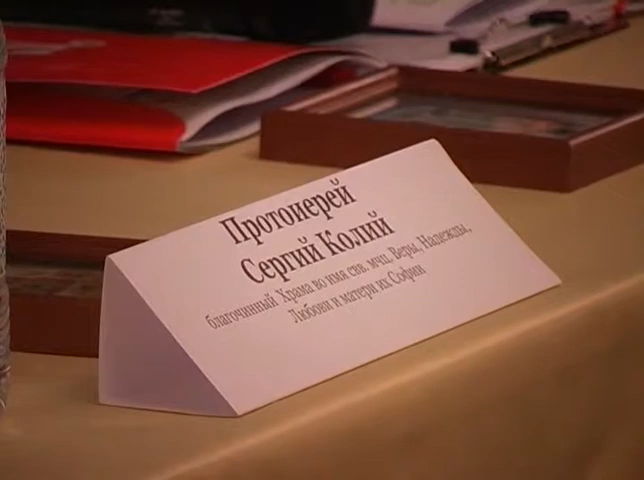 Протоиерей
Сергий Колий
благочинный Храма во имя свв. мчц. Веры, Надежды,
Любови и матери их Софии